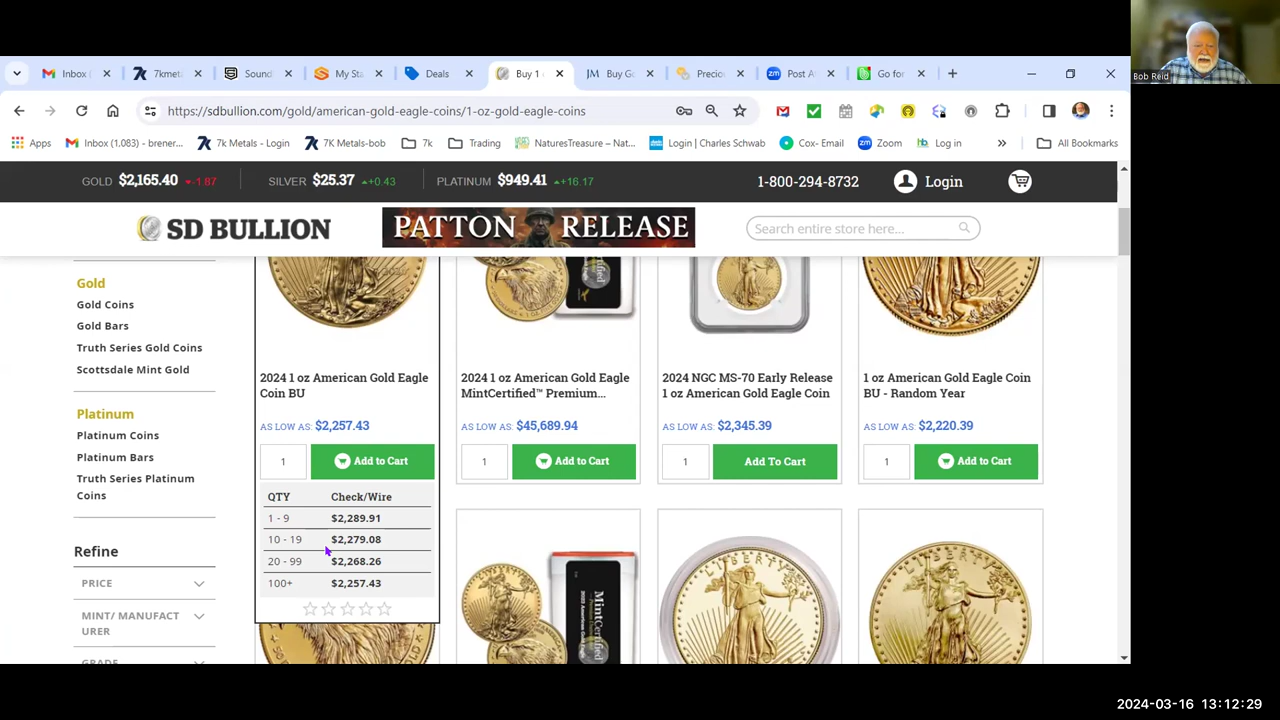 Bob Reid
Inbox (
7kmeta
Sound
My Sta
Deals
Buy 1
JM Buy Go
Precio
zm Post A
Go for
https://sdbullion.com/gold/american-gold-eagle-coins/1-oz-gold-eagle-coins
Apps
Inbox (1.083) - brener...
7k Metals - Login
7K Metals-bob
7k
Trading
NaturesTreasure – Nat...
Login | Charles Schwab
Cox- Email
zm Zoom
hb Log in
»
All Bookmarks
GOLD $2,165.40 -1.87
SILVER $25.37 +0.43
PLATINUM $949.41 +16.17
1-800-294-8732
Login
SD BULLION
PATTON RELEASE
Search entire store here...
Gold
Gold Coins
Gold Bars
Truth Series Gold Coins
Scottsdale Mint Gold
Platinum
Platinum Coins
Platinum Bars
Truth Series Platinum
Coins
Refine
PRICE
MINT/ MANUFACT
URER
GRADE
2024 1 oz American Gold Eagle
Coin BU
AS LOW AS: $2,257.43
1 Add to Cart
QTY Check/Wire
1 - 9 $2,289.91
10 - 19 $2,279.08
20 - 99 $2,268.26
100+ $2,257.43
2024 1 oz American Gold Eagle
MintCertified™ Premium...
AS LOW AS: $45,689.94
1 Add to Cart
2024 NGC MS-70 Early Release
1 oz American Gold Eagle Coin
AS LOW AS: $2,345.39
1 Add To Cart
1 oz American Gold Eagle Coin
BU - Random Year
AS LOW AS: $2,220.39
1 Add to Cart
MintCertified
LIBERTY
LIBERTY
2024-03-16 13:12:29